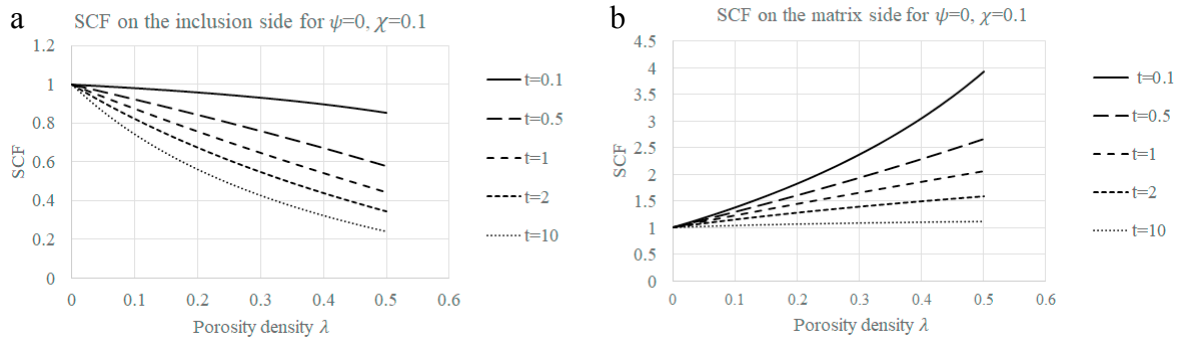 a
SCF on the inclusion side for ψ=0, χ=0.1
1.2
1
0.8
0.6
0.4
0.2
0
SCF
0 0.1 0.2 0.3 0.4 0.5 0.6
Porosity density λ
t=0.1
t=0.5
t=1
t=2
t=10
b
SCF on the matrix side for ψ=0, χ=0.1
4.5
4
3.5
3
2.5
2
1.5
1
0.5
0
SCF
0 0.1 0.2 0.3 0.4 0.5 0.6
Porosity density λ
t=0.1
t=0.5
t=1
t=2
t=10